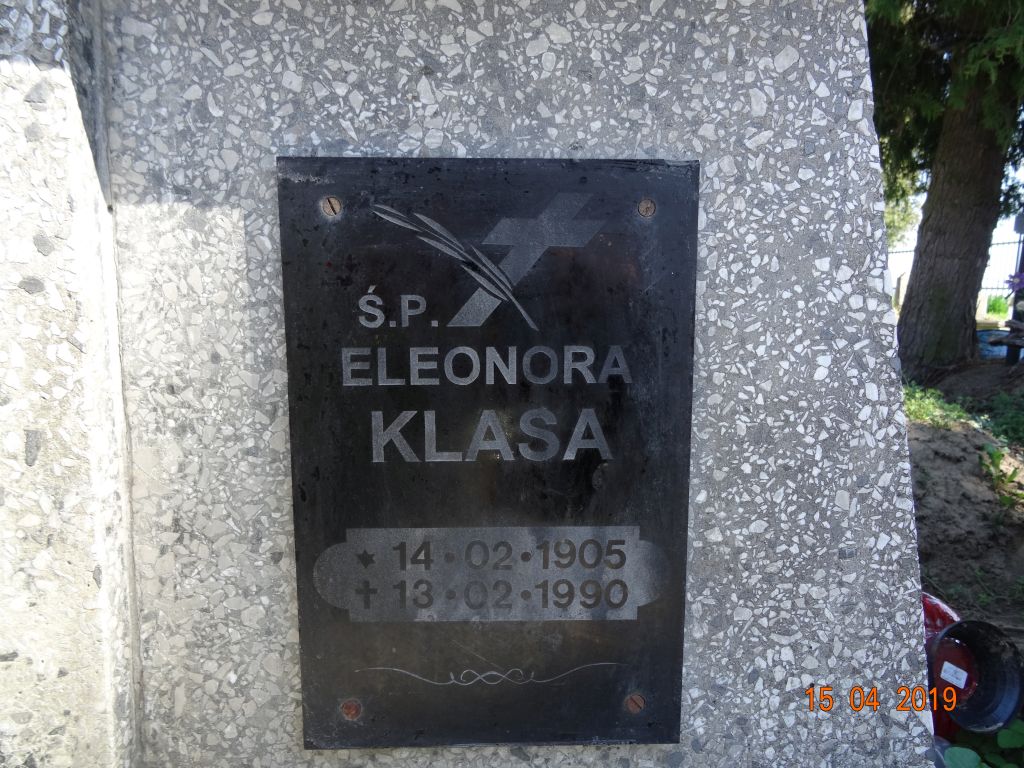 Ś.P.
ELEONORA
KLASA
★ 14•02•1905
✝ 13•02•1990
15 04 2019